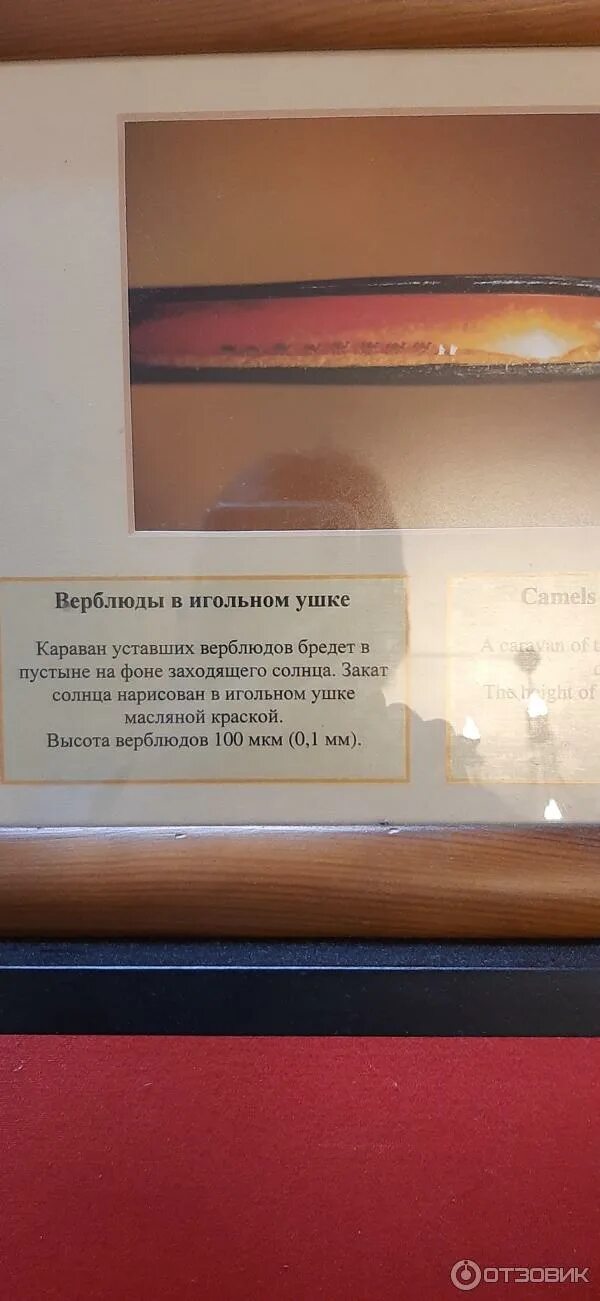 Верблюды в игольном ушке
Караван уставших верблюдов бредет в
пустыне на фоне заходящего солнца. Закат
солнца нарисован в игольном ушке
масляной краской.
Высота верблюдов 100 мкм (0,1 мм).
Camels
A caravan of
The height of
ОТЗОВИК